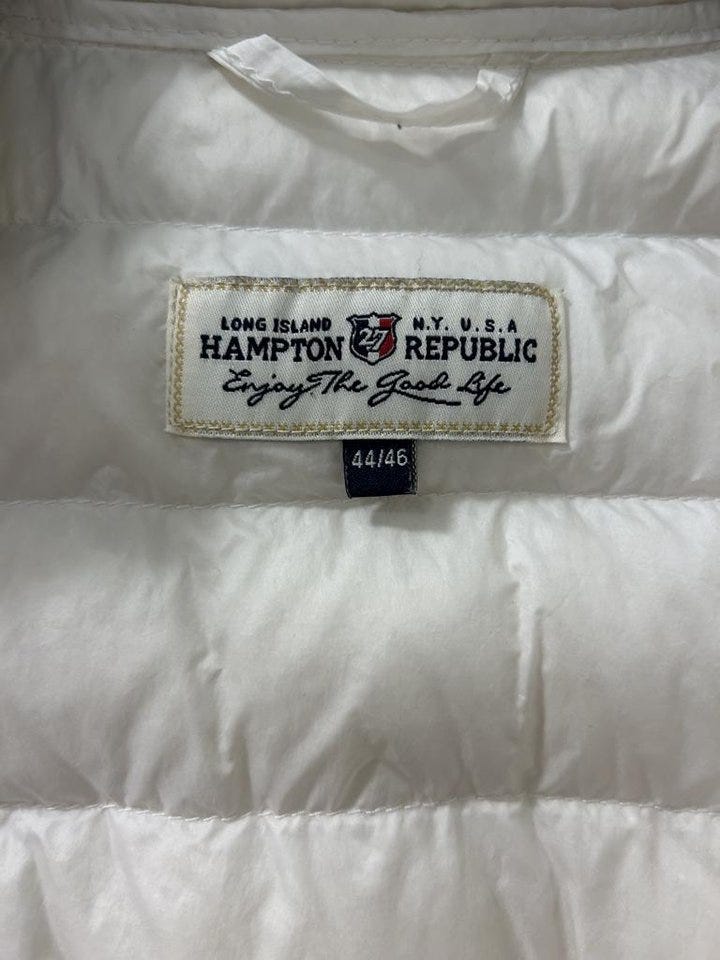 LONG ISLAND 27 N.Y. U.S.A
HAMPTON REPUBLIC
Enjoy The Good Life
44/46